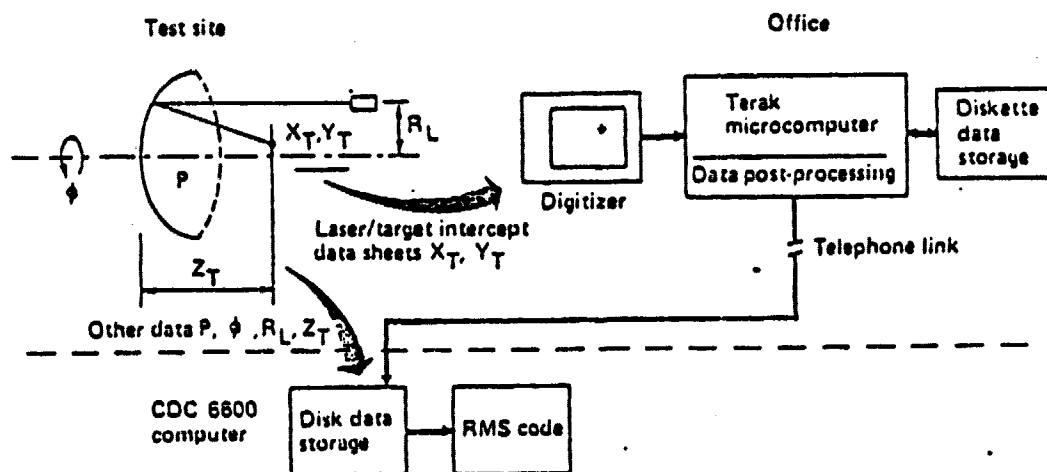 Test site
Office
X_T, Y_T
R_L
φ
P
Z_T
Laser/target intercept
data sheets X_T, Y_T
Digitizer
Terak
microcomputer
Data post-processing
Diskette
data
storage
Telephone link
Other data P, φ, R_L, Z_T
CDC 6600
computer
Disk data
storage
RMS code